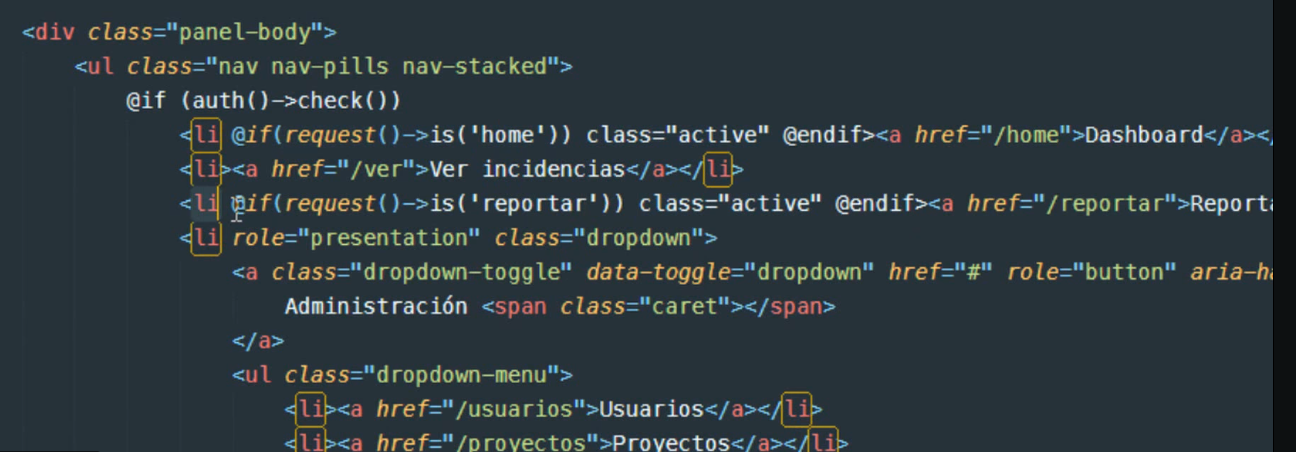 <div class="panel-body">
<ul class="nav nav-pills nav-stacked">
@if (auth()->check())
<li @if(request()->is('home')) class="active" @endif><a href="/home">Dashboard</a></
<li><a href="/ver">Ver incidencias</a></li>
<li @if(request()->is('reportar')) class="active" @endif><a href="/reportar">Report
<li role="presentation" class="dropdown">
<a class="dropdown-toggle" data-toggle="dropdown" href="#" role="button" aria-ha
Administración <span class="caret"></span>
</a>
<ul class="dropdown-menu">
<li><a href="/usuarios">Usuarios</a></li>
<li><a href="/proyectos">Proyectos</a></li>